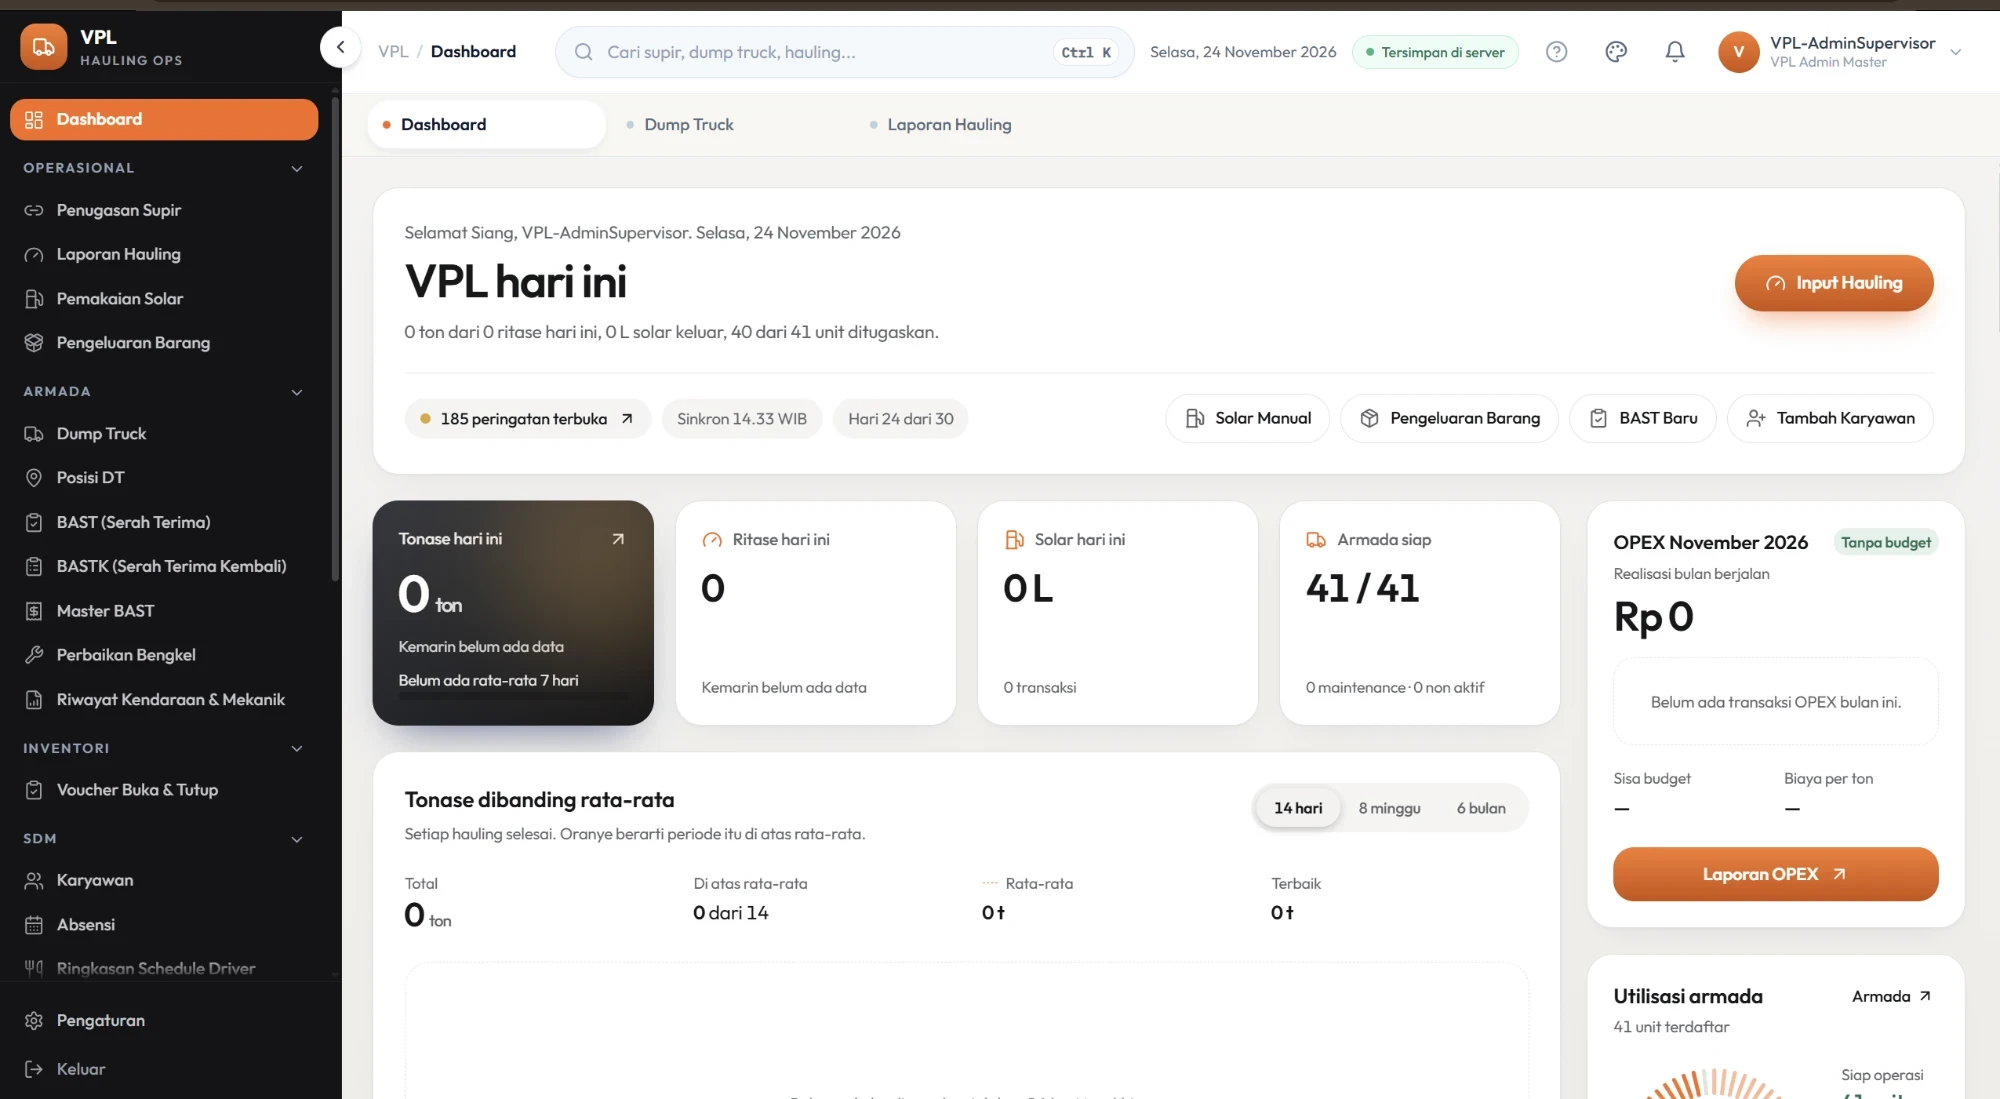 VPL
HAULING OPS
Dashboard
OPERASIONAL
Penugasan Supir
Laporan Hauling
Pemakaian Solar
Pengeluaran Barang
ARMADA
Dump Truck
Posisi DT
BAST (Serah Terima)
BASTK (Serah Terima Kembali)
Master BAST
Perbaikan Bengkel
Riwayat Kendaraan & Mekanik
INVENTORI
Voucher Buka & Tutup
SDM
Karyawan
Absensi
Ringkasan Schedule Driver
Pengaturan
Keluar
VPL / Dashboard
Cari supir, dump truck, hauling...
Ctrl K
Selasa, 24 November 2026
Tersimpan di server
V
VPL-AdminSupervisor
VPL Admin Master
Dashboard
Dump Truck
Laporan Hauling
Selamat Siang, VPL-AdminSupervisor. Selasa, 24 November 2026
VPL hari ini
0 ton dari 0 ritase hari ini, 0 L solar keluar, 40 dari 41 unit ditugaskan.
Input Hauling
185 peringatan terbuka
Sinkron 14.33 WIB
Hari 24 dari 30
Solar Manual
Pengeluaran Barang
BAST Baru
Tambah Karyawan
Tonase hari ini
0 ton
Kemarin belum ada data
Belum ada rata-rata 7 hari
Ritase hari ini
0
Kemarin belum ada data
Solar hari ini
0 L
0 transaksi
Armada siap
41 / 41
0 maintenance · 0 non aktif
OPEX November 2026
Tanpa budget
Realisasi bulan berjalan
Rp 0
Belum ada transaksi OPEX bulan ini.
Sisa budget
—
Biaya per ton
—
Laporan OPEX
Tonase dibanding rata-rata
Setiap hauling selesai. Oranye berarti periode itu di atas rata-rata.
14 hari
8 minggu
6 bulan
Total
0 ton
Di atas rata-rata
0 dari 14
Rata-rata
0 t
Terbaik
0 t
Utilisasi armada
Armada
41 unit terdaftar
Siap operasi